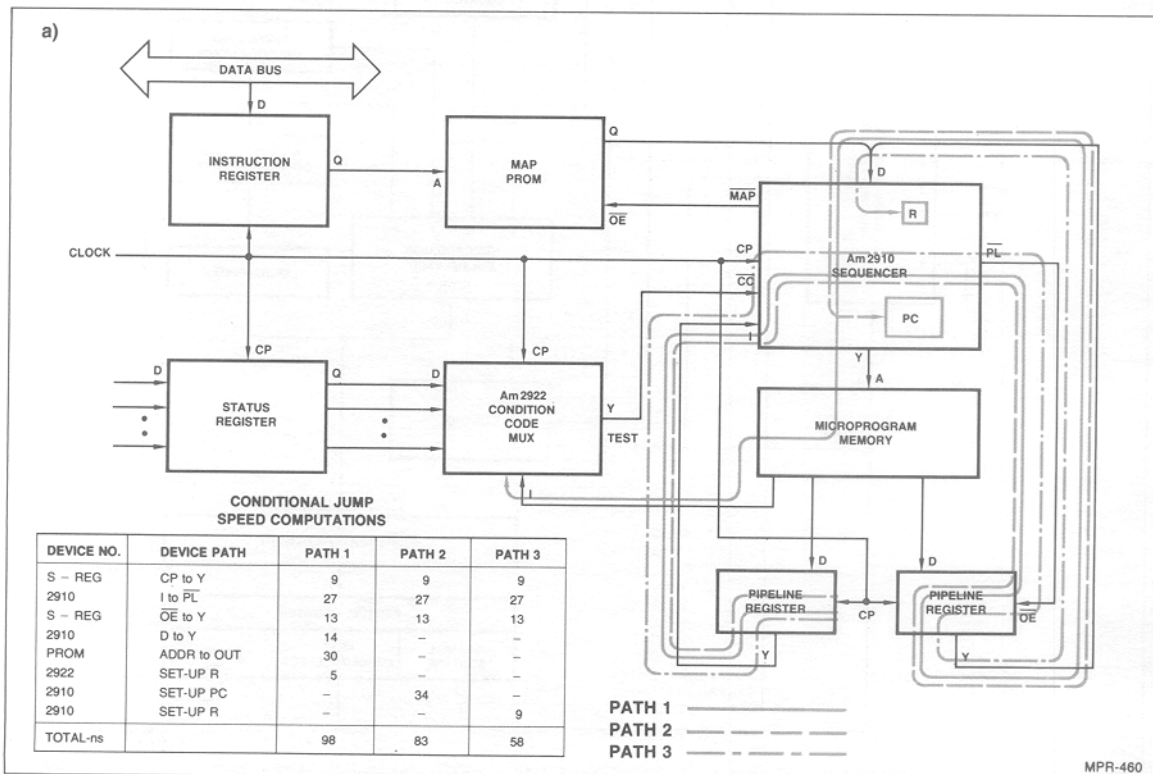 a)
DATA BUS
D
INSTRUCTION
REGISTER
Q
A
MAP
PROM
Q
OE
MAP
D
R
CLOCK
CP
CC
Am2910
SEQUENCER
PL
PC
I
Y
A
CP
D
STATUS
REGISTER
Q
D
CP
Am2922
CONDITION
CODE
MUX
Y
TEST
I
MICROPROGRAM
MEMORY
D
D
PIPELINE
REGISTER
CP
PIPELINE
REGISTER
OE
Y
Y
CONDITIONAL JUMP
SPEED COMPUTATIONS
DEVICE NO. DEVICE PATH PATH 1 PATH 2 PATH 3
S – REG CP to Y 9 9 9
2910 I to PL 27 27 27
S – REG OE to Y 13 13 13
2910 D to Y 14 – –
PROM ADDR to OUT 30 – –
2922 SET-UP R 5 – –
2910 SET-UP PC – 34 –
2910 SET-UP R – – 9
TOTAL-ns 98 83 58
PATH 1
PATH 2
PATH 3
MPR-460